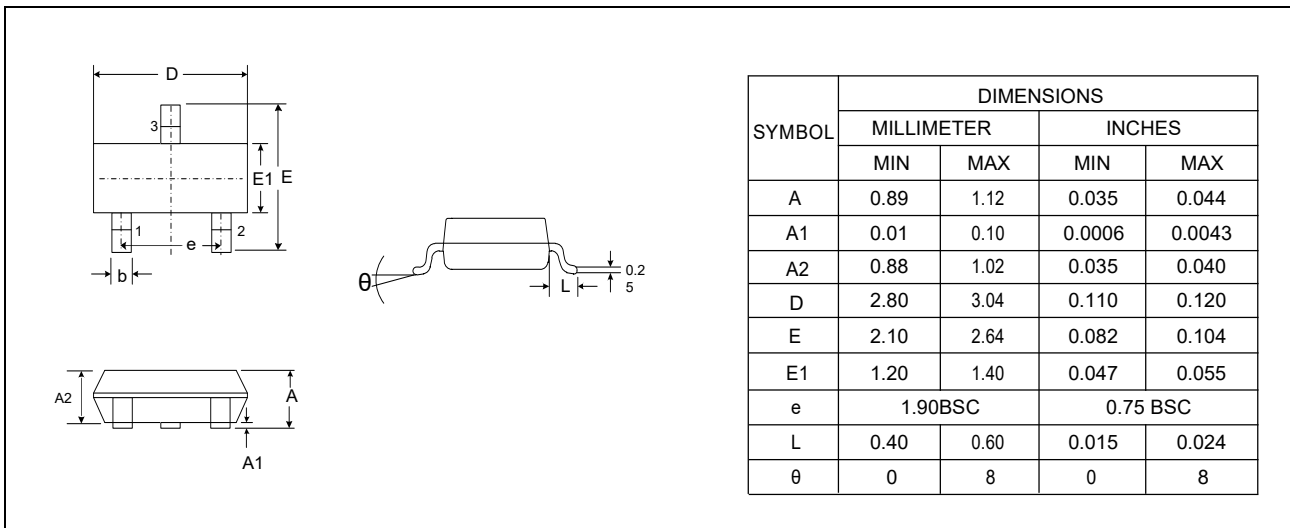 D
3
E1
E
1
2
e
b
θ
L
0.2
5
A2
A
A1
DIMENSIONS
SYMBOL MILLIMETER INCHES
MIN MAX MIN MAX
A 0.89 1.12 0.035 0.044
A1 0.01 0.10 0.0006 0.0043
A2 0.88 1.02 0.035 0.040
D 2.80 3.04 0.110 0.120
E 2.10 2.64 0.082 0.104
E1 1.20 1.40 0.047 0.055
e 1.90BSC 0.75 BSC
L 0.40 0.60 0.015 0.024
θ 0 8 0 8